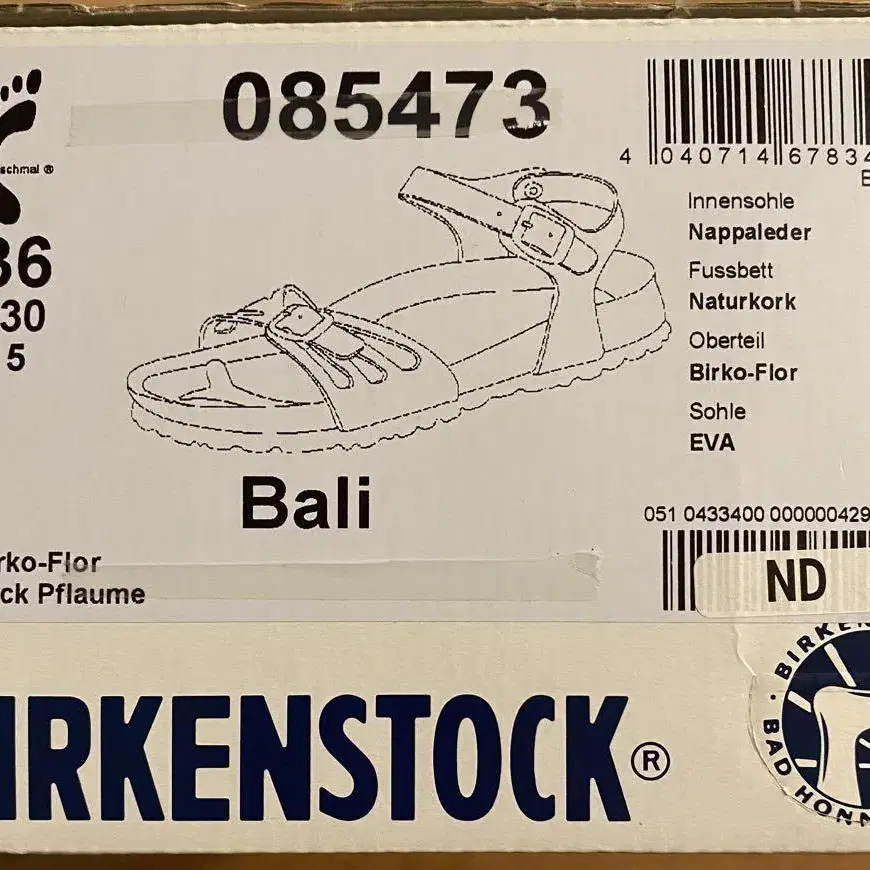 085473
4 040714 67834
schmal ®
36
30
5
Innensohle
Nappaleder
Fussbett
Naturkork
Oberteil
Birko-Flor
Sohle
EVA
Bali
051 0433400 000000429
rko-Flor
ck Pflaume
ND
IRKENSTOCK®
BIRKEN
BAD HONN